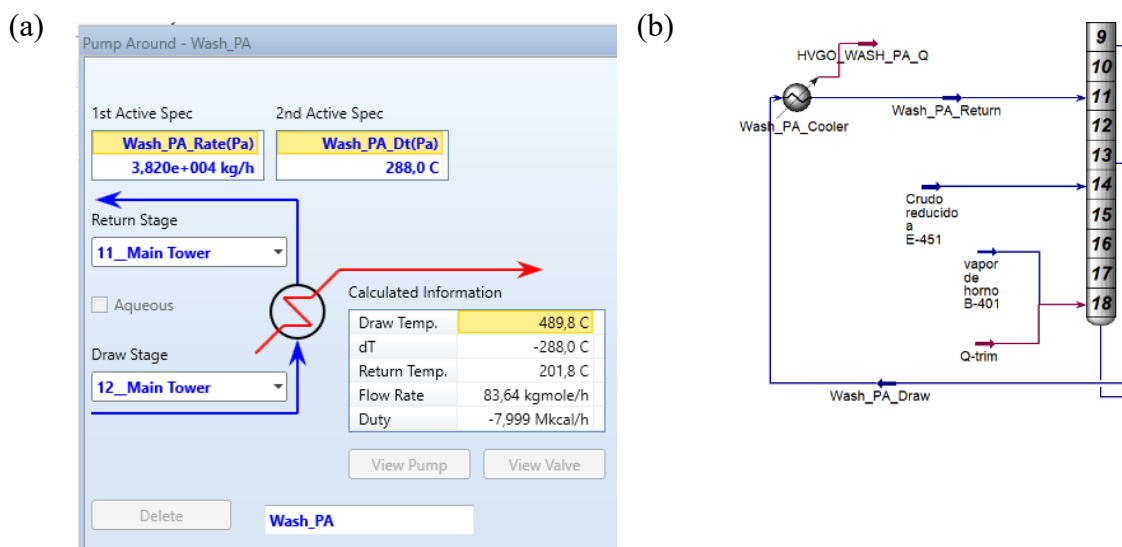 (a)
Pump Around - Wash_PA
1st Active Spec
2nd Active Spec
Wash_PA_Rate(Pa)
3,820e+004 kg/h
Wash_PA_Dt(Pa)
288,0 C
Return Stage
11__Main Tower
Aqueous
Draw Stage
12__Main Tower
Calculated Information
Draw Temp. 489,8 C
dT -288,0 C
Return Temp. 201,8 C
Flow Rate 83,64 kgmole/h
Duty -7,999 Mkcal/h
View Pump
View Valve
Delete
Wash_PA
(b)
HVGO_WASH_PA_Q
Wash_PA_Cooler
Wash_PA_Return
Crudo
reducido
a
E-451
vapor
de
horno
B-401
Q-trim
Wash_PA_Draw
9
10
11
12
13
14
15
16
17
18